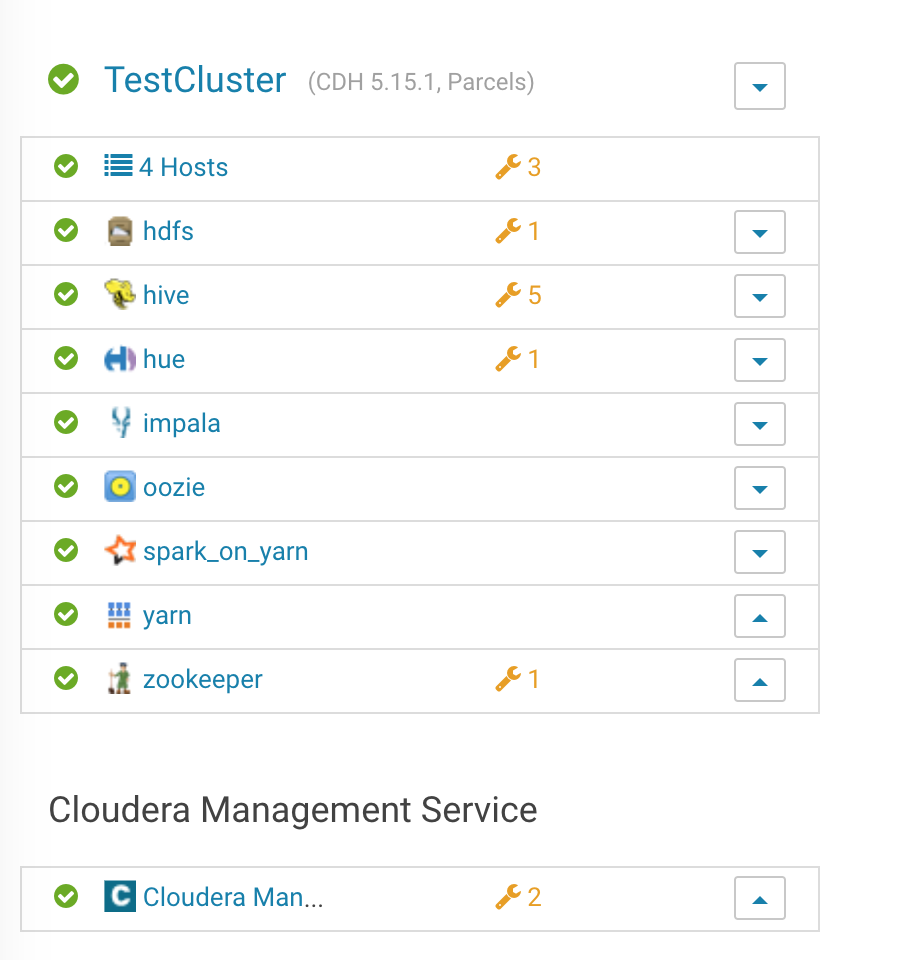 TestCluster (CDH 5.15.1, Parcels)
4 Hosts 3
hdfs 1
hive 5
hue 1
impala
oozie
spark_on_yarn
yarn
zookeeper 1
Cloudera Management Service
C Cloudera Man... 2